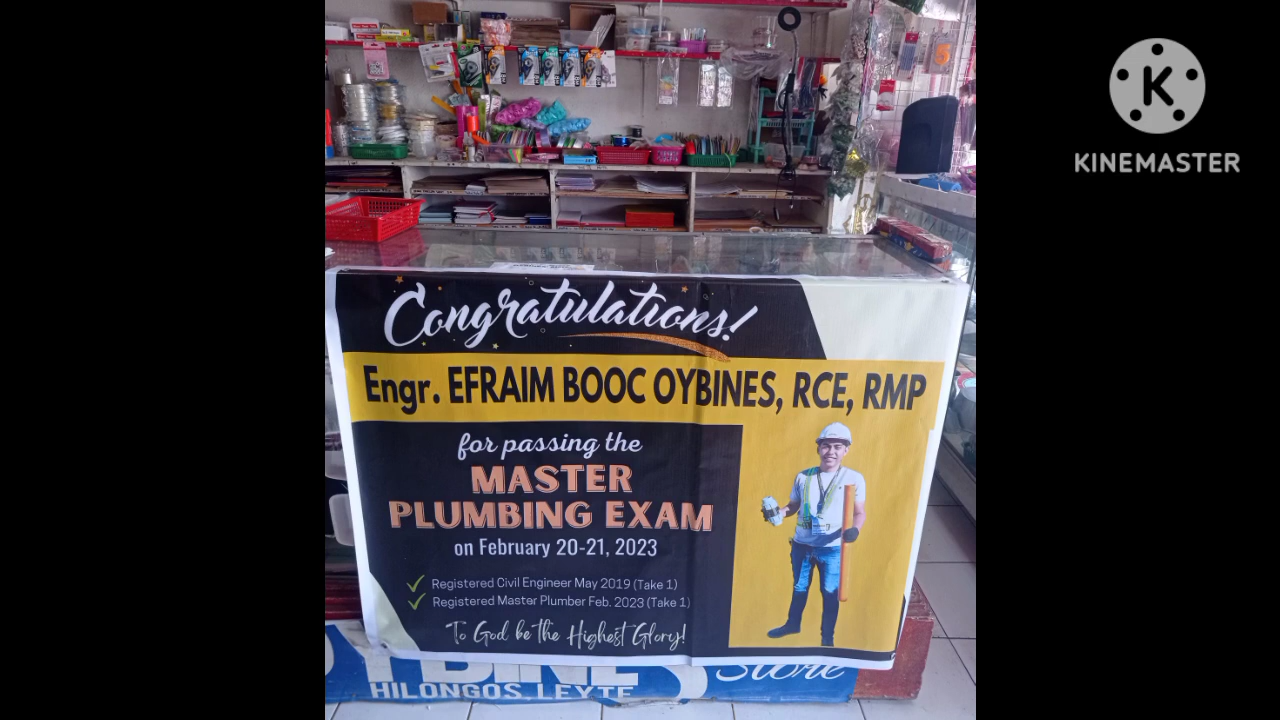 K
KINEMASTER
Congratulations!
Engr. EFRAIM BOOC OYBINES, RCE, RMP
for passing the
MASTER
PLUMBING EXAM
on February 20-21, 2023
Registered Civil Engineer May 2019 (Take 1)
Registered Master Plumber Feb. 2023 (Take 1)
To God be the Highest Glory!
Store
HILONGOS, LEYTE